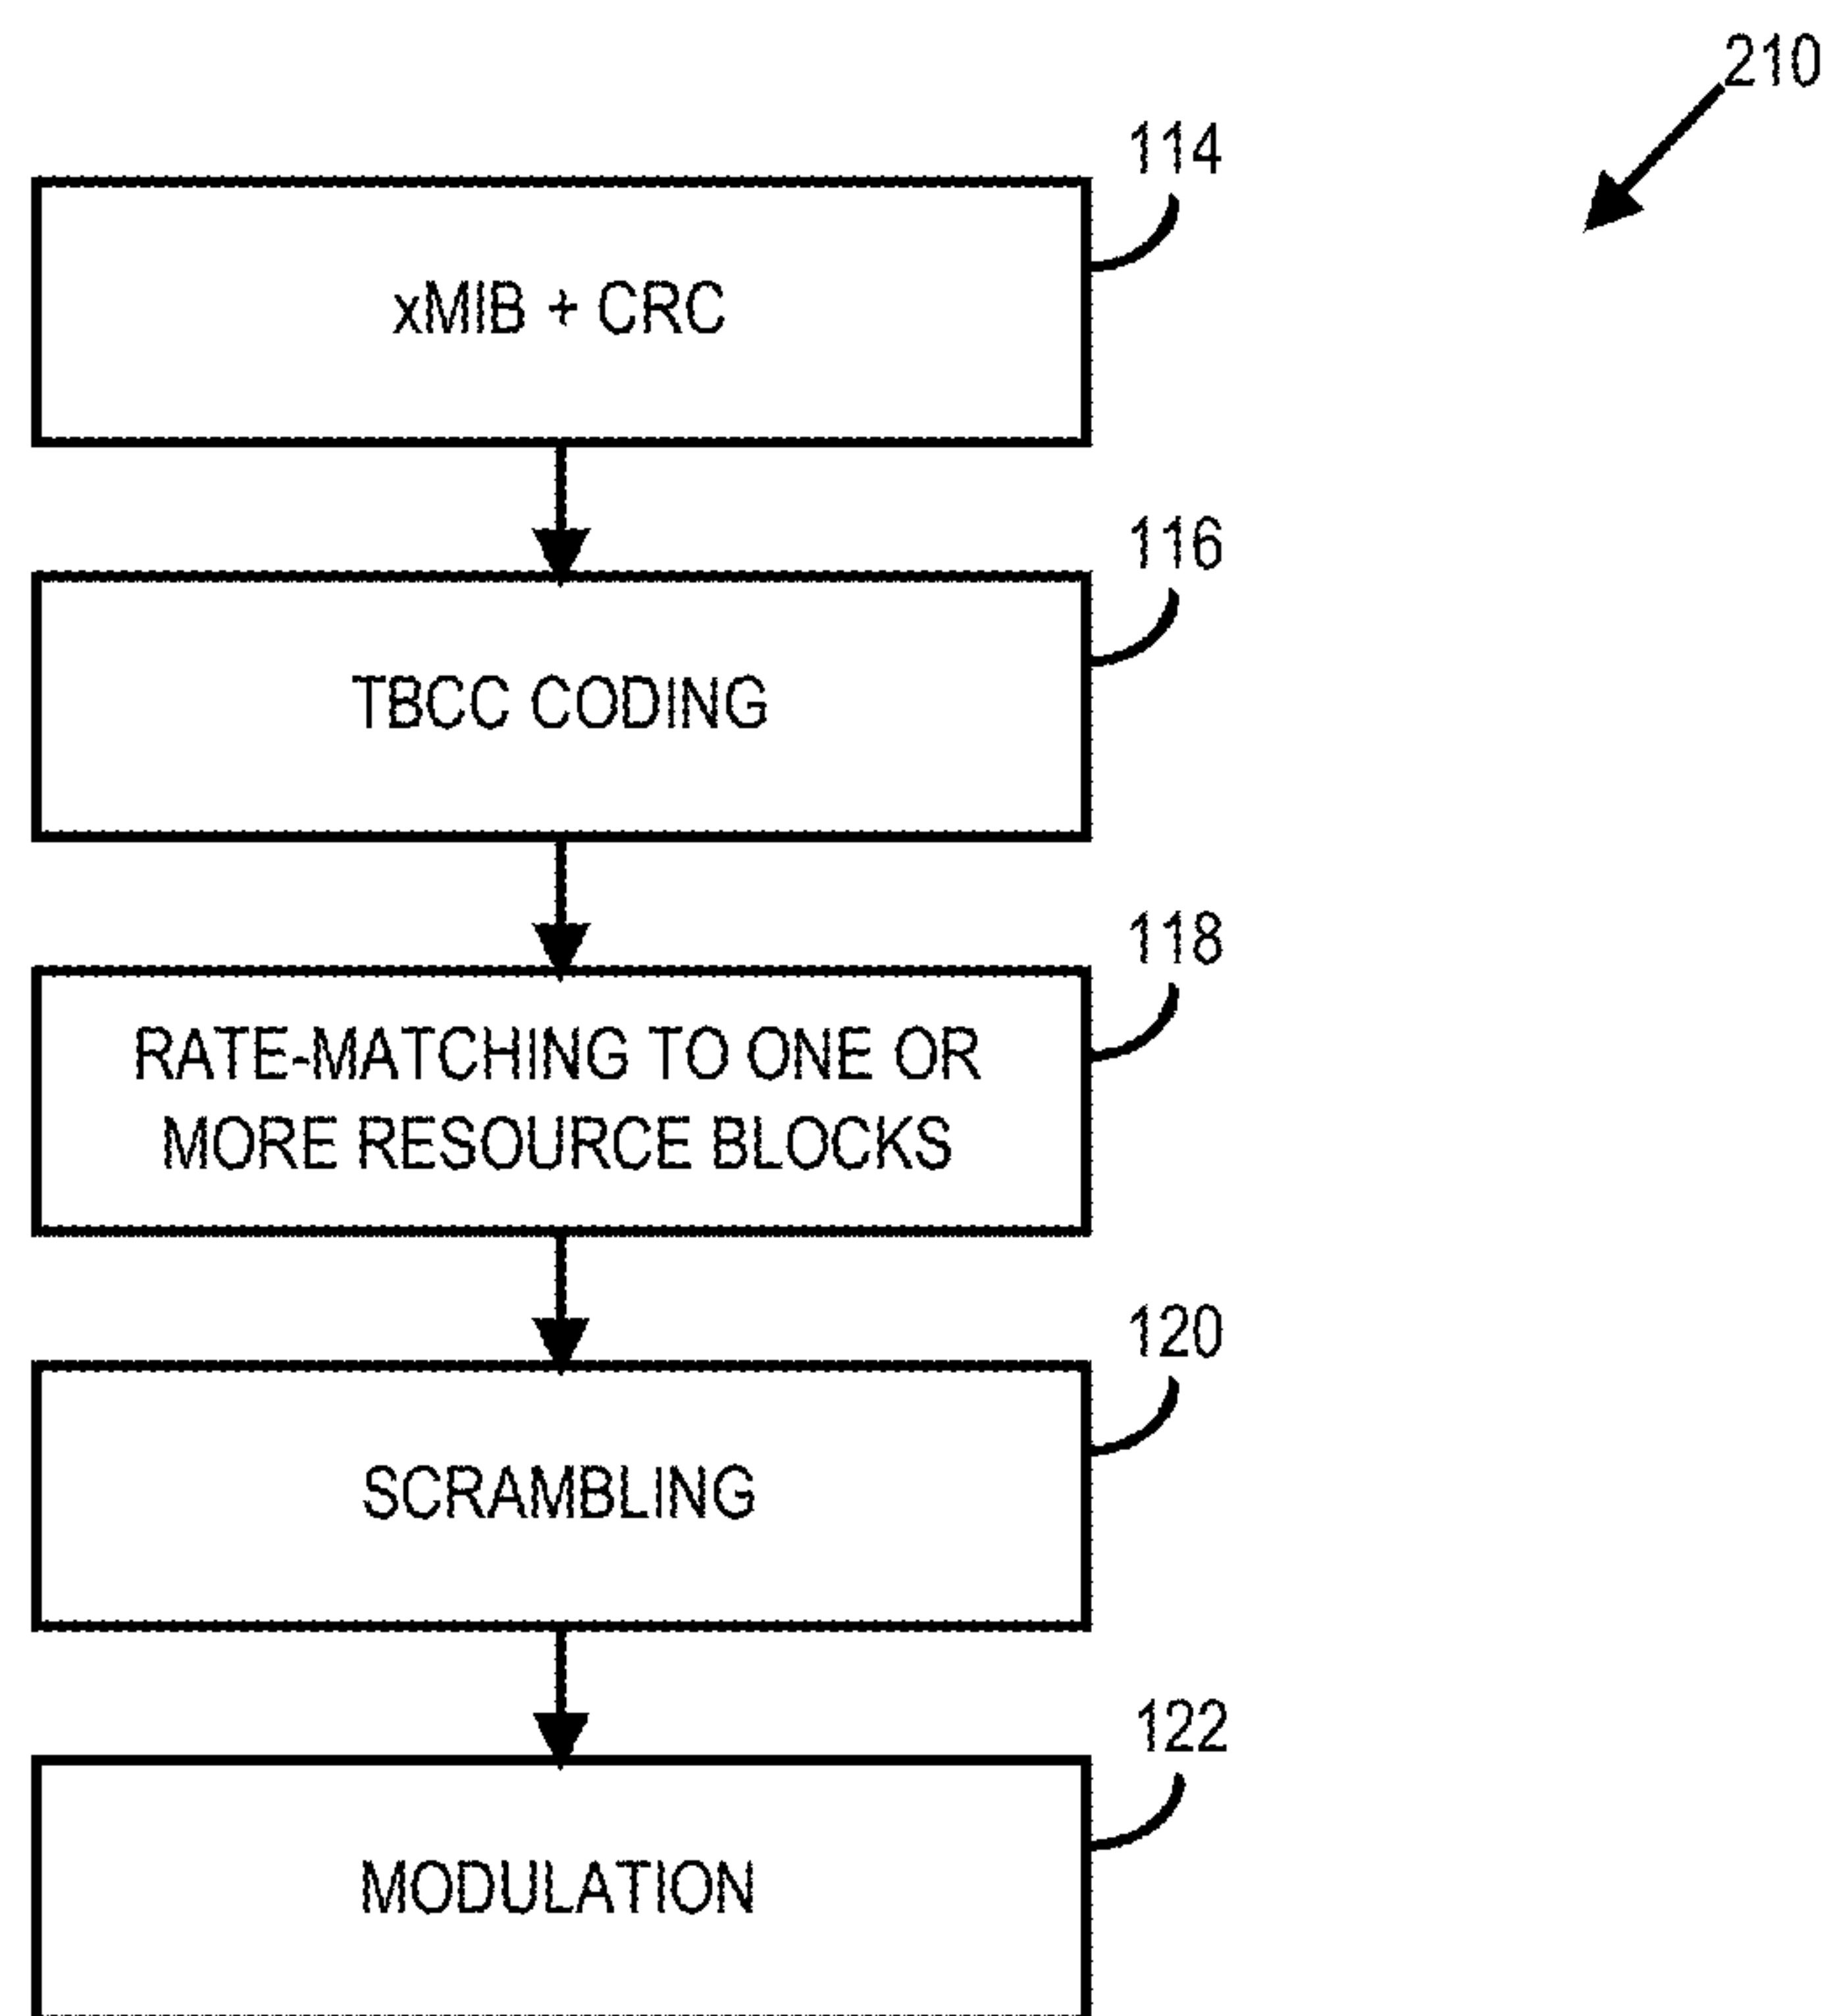 210
114
xMIB + CRC
116
TBCC CODING
118
RATE-MATCHING TO ONE OR
MORE RESOURCE BLOCKS
120
SCRAMBLING
122
MODULATION